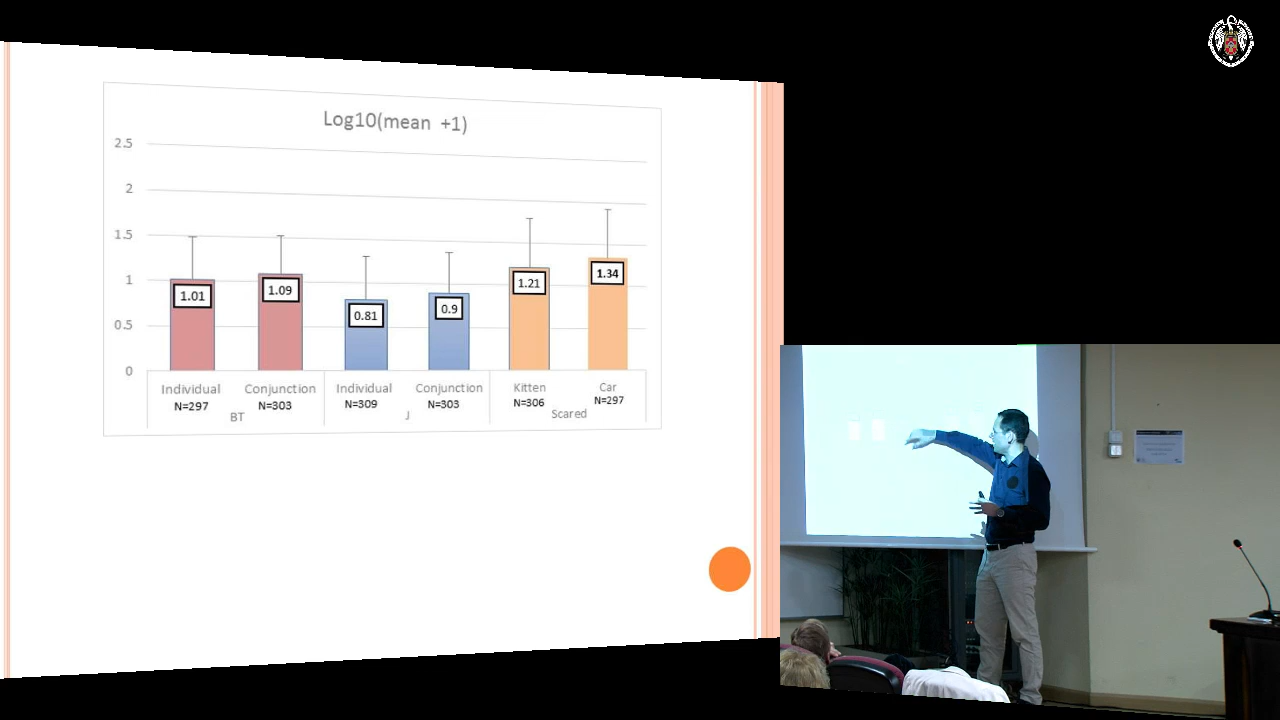 Log10(mean +1)
2.5
2
1.5
1
0.5
0
1.01
1.09
0.81
0.9
1.21
1.34
Individual
Conjunction
Individual
Conjunction
Kitten
Car
N=297
N=303
N=309
N=303
N=306
N=297
BT
J
Scared